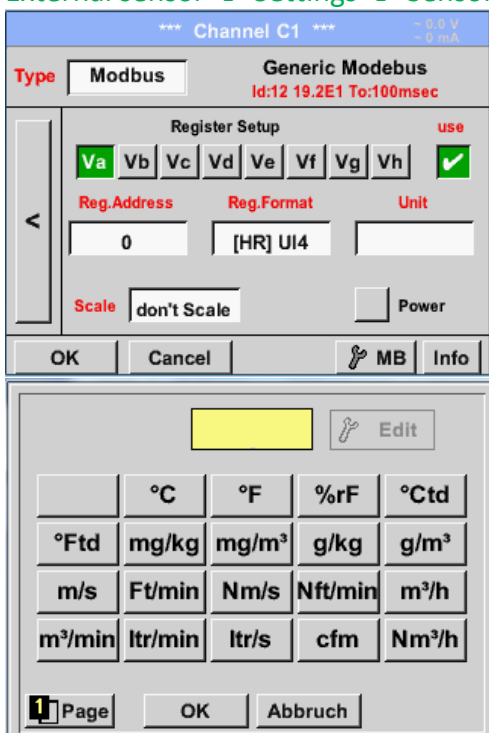 *** Channel C1 *** ~ 0.0 V
~ 0 mA
Type Modbus Generic Modebus
Id:12 19.2E1 To:100msec
Register Setup use
Va Vb Vc Vd Ve Vf Vg Vh ✔
Reg.Address Reg.Format Unit
< 0 [HR] UI4
Scale don't Scale Power
OK Cancel MB Info
Edit
°C °F %rF °Ctd
°Ftd mg/kg mg/m³ g/kg g/m³
m/s Ft/min Nm/s Nft/min m³/h
m³/min ltr/min ltr/s cfm Nm³/h
1 Page OK Abbruch